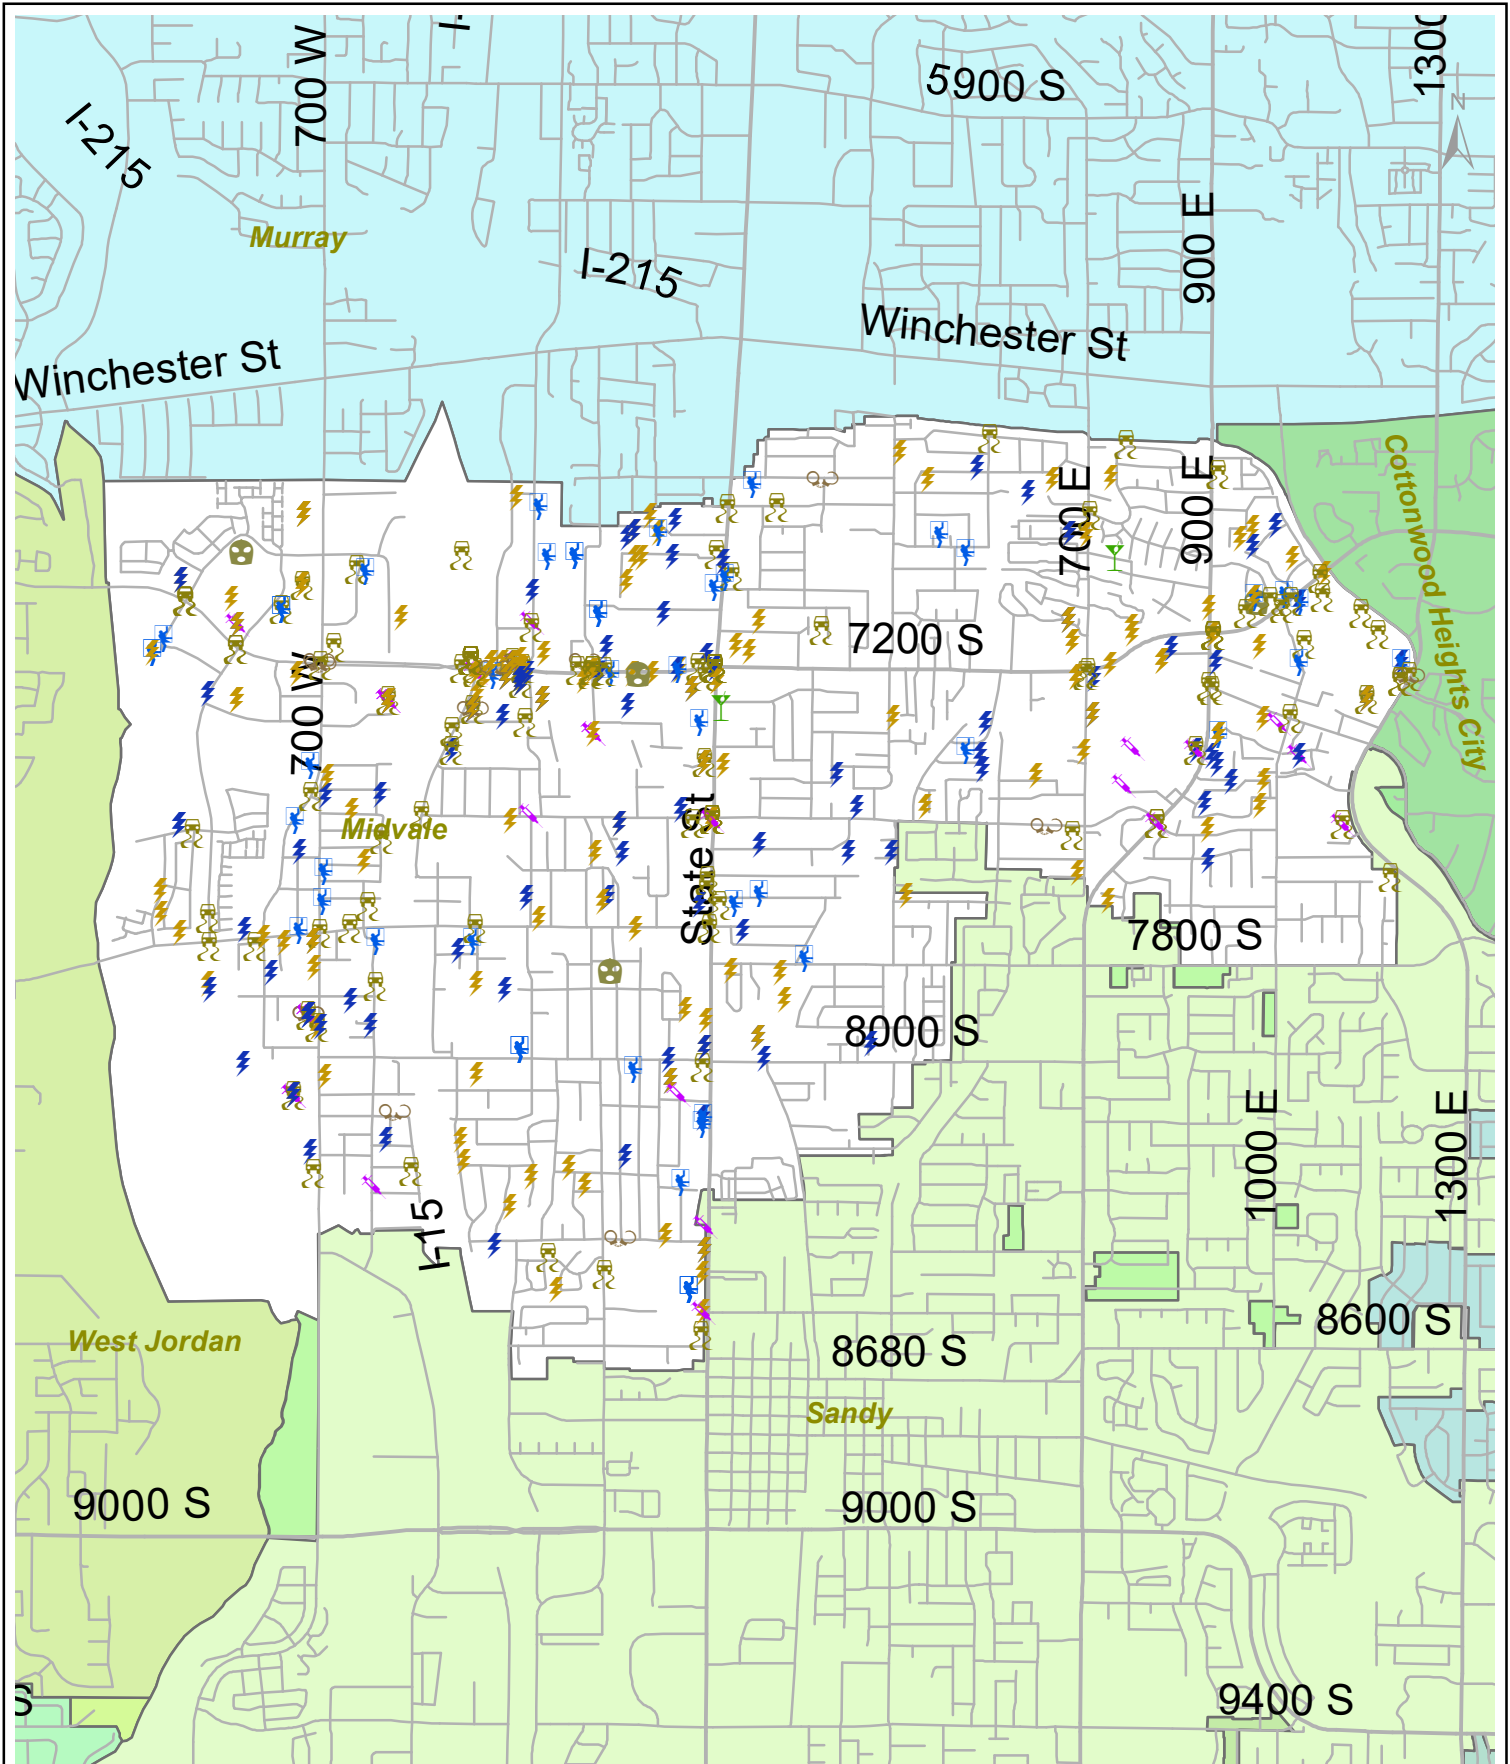 I-
700 W
1300
5900 S
I-215
N
900 E
Murray
I-215
Winchester St
Winchester St
Cottonwood Heights City
700 E
900 E
7200 S
700 W
Midvale
State St
7800 S
8000 S
1000 E
1300 E
I-15
8600 S
West Jordan
8680 S
Sandy
9000 S
9000 S
S
9400 S